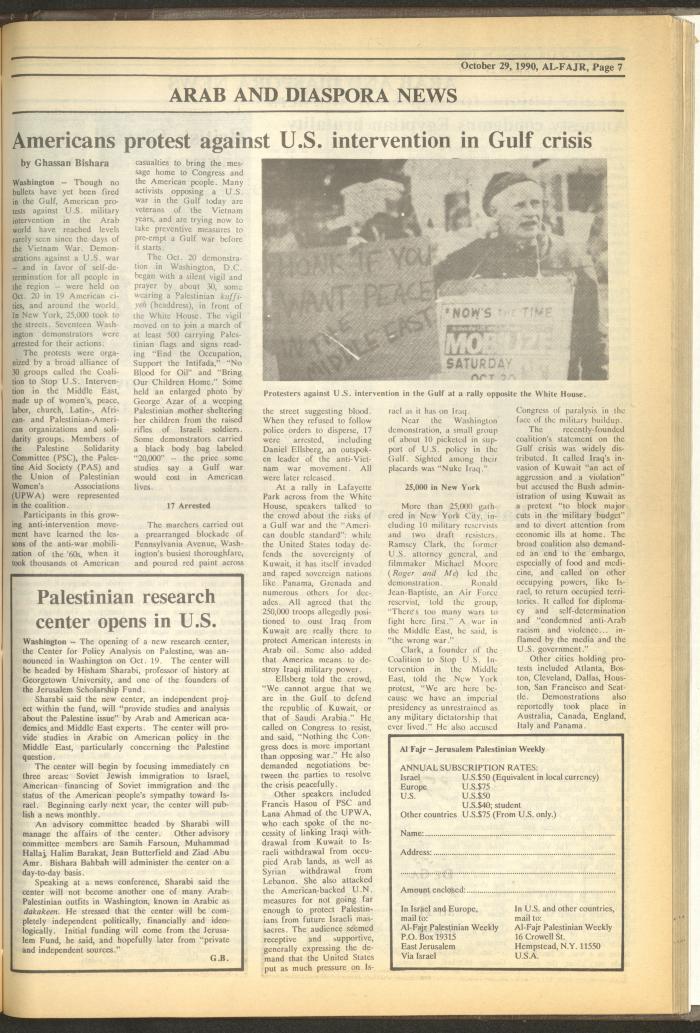 October 29, 1990, AL-FAJR, Page 7
ARAB AND DIASPORA NEWS
Americans protest against U.S. intervention in Gulf crisis
by Ghassan Bishara
Washington – Though no
bullets have yet been fired
in the Gulf, American pro-
tests against U.S. military
intervention in the Arab
world have reached levels
rarely seen since the days of
the Vietnam War. Demon-
strations against a U.S. war
– and in favor of self-de-
termination for all people in
the region – were held on
Oct. 20 in 19 American ci-
ties, and around the world.
In New York, 25,000 took to
the streets. Seventeen Wash-
ington demonstrators were
arrested for their actions.
The protests were orga-
nized by a broad alliance of
30 groups called the Coali-
tion to Stop U.S. Interven-
tion in the Middle East,
made up of women's, peace,
labor, church, Latin-, Afri-
can- and Palestinian-Ameri-
can organizations and soli-
darity groups. Members of
the Palestine Solidarity
Committee (PSC), the Pales-
tine Aid Society (PAS) and
the Union of Palestinian
Women's Associations
(UPWA) were represented
in the coalition.
Participants in this grow-
ing anti-intervention move-
ment have learned the les-
sons of the anti-war mobili-
zation of the '60s, when it
took thousands of American
casualties to bring the mes-
sage home to Congress and
the American people. Many
activists opposing a U.S.
war in the Gulf today are
veterans of the Vietnam
years, and are trying now to
take preventive measures to
pre-empt a Gulf war before
it starts.
The Oct. 20 demonstra-
tion in Washington, D.C.
began with a silent vigil and
prayer by about 30, some
wearing a Palestinian kuffi-
yeh (headdress), in front of
the White House. The vigil
moved on to join a march of
at least 500 carrying Pales-
tinian flags and signs read-
ing "End the Occupation,
Support the Intifada," "No
Blood for Oil" and "Bring
Our Children Home." Some
held an enlarged photo by
George Azar of a weeping
Palestinian mother sheltering
her children from the raised
rifles of Israeli soldiers.
Some demonstrators carried
a black body bag labeled
"20,000" – the price some
studies say a Gulf war
would cost in American
lives.
17 Arrested
The marchers carried out
a prearranged blockade of
Pennsylvania Avenue, Wash-
ington's busiest thoroughfare,
and poured red paint across
IF YOU
WANT PEACE
EAST
"NOW'S THE TIME
MOBILIZE
SATURDAY
OCT 20
Protesters against U.S. intervention in the Gulf at a rally opposite the White House.
the street suggesting blood.
When they refused to follow
police orders to disperse, 17
were arrested, including
Daniel Ellsberg, an outspok-
en leader of the anti-Viet-
nam war movement. All
were later released.
At a rally in Lafayette
Park across from the White
House, speakers talked to
the crowd about the risks of
a Gulf war and the "Ameri-
can double standard": while
the United States today de-
fends the sovereignty of
Kuwait, it has itself invaded
and raped sovereign nations
like Panama, Grenada and
numerous others for dec-
ades. All agreed that the
250,000 troops allegedly posi-
tioned to oust Iraq from
Kuwait are really there to
protect American interests in
Arab oil. Some also added
that America means to de-
stroy Iraqi military power.
Ellsberg told the crowd,
"We cannot argue that we
are in the Gulf to defend
the republic of Kuwait, or
that of Saudi Arabia." He
called on Congress to resist,
and said, "Nothing the Con-
gress does is more important
than opposing war." He also
demanded negotiations be-
tween the parties to resolve
the crisis peacefully.
Other speakers included
Francis Hasou of PSC and
Lana Ahmad of the UPWA,
who each spoke of the ne-
cessity of linking Iraqi with-
drawal from Kuwait to Is-
raeli withdrawal from occu-
pied Arab lands, as well as
Syrian withdrawal from
Lebanon. She also attacked
the American-backed U.N.
measures for not going far
enough to protect Palestin-
ians from future Israeli mas-
sacres. The audience seemed
receptive and supportive,
generally expressing the de-
mand that the United States
put as much pressure on Is-
rael as it has on Iraq.
Near the Washington
demonstration, a small group
of about 10 picketed in sup-
port of U.S. policy in the
Gulf. Sighted among their
placards was "Nuke Iraq."
25,000 in New York
More than 25,000 gath-
ered in New York City, in-
cluding 10 military reservists
and two draft resisters.
Ramsey Clark, the former
U.S. attorney general, and
filmmaker Michael Moore
(Roger and Me) led the
demonstration. Ronald
Jean-Baptiste, an Air Force
reservist, told the group,
"There's too many wars to
fight here first." A war in
the Middle East, he said, is
"the wrong war."
Clark, a founder of the
Coalition to Stop U.S. In-
tervention in the Middle
East, told the New York
protest, "We are here be-
cause we have an imperial
presidency as unrestrained as
any military dictatorship that
ever lived." He also accused
Congress of paralysis in the
face of the military buildup.
The recently-founded
coalition's statement on the
Gulf crisis was widely dis-
tributed. It called Iraq's in-
vasion of Kuwait "an act of
aggression and a violation"
but accused the Bush admin-
istration of using Kuwait as
a pretext "to block major
cuts in the military budget"
and to divert attention from
economic ills at home. The
broad coalition also demand-
ed an end to the embargo,
especially of food and medi-
cine, and called on other
occupying powers, like Is-
rael, to return occupied terri-
tories. It called for diploma-
cy and self-determination
and "condemned anti-Arab
racism and violence... in-
flamed by the media and the
U.S. government."
Other cities holding pro-
tests included Atlanta, Bos-
ton, Cleveland, Dallas, Hous-
ton, San Francisco and Seat-
tle. Demonstrations also
reportedly took place in
Australia, Canada, England,
Italy and Panama.
Palestinian research
center opens in U.S.
Washington – The opening of a new research center,
the Center for Policy Analysis on Palestine, was an-
nounced in Washington on Oct. 19. The center will
be headed by Hisham Sharabi, professor of history at
Georgetown University, and one of the founders of
the Jerusalem Scholarship Fund.
Sharabi said the new center, an independent proj-
ect within the fund, will "provide studies and analysis
about the Palestine issue" by Arab and American aca-
demics and Middle East experts. The center will pro-
vide studies in Arabic on American policy in the
Middle East, particularly concerning the Palestine
question.
The center will begin by focusing immediately on
three areas: Soviet Jewish immigration to Israel,
American financing of Soviet immigration and the
status of the American people's sympathy toward Is-
rael. Beginning early next year, the center will pub-
lish a news monthly.
An advisory committee headed by Sharabi will
manage the affairs of the center. Other advisory
committee members are Samih Farsoun, Muhammad
Hallaj, Halim Barakat, Jean Butterfield and Ziad Abu
Amr. Bishara Bahbah will administer the center on a
day-to-day basis.
Speaking at a news conference, Sharabi said the
center will not become another one of many Arab-
Palestinian outfits in Washington, known in Arabic as
dakakeen. He stressed that the center will be com-
pletely independent politically, financially and ideo-
logically. Initial funding will come from the Jerusa-
lem Fund, he said, and hopefully later from "private
and independent sources."
G.B.
Al Fajr – Jerusalem Palestinian Weekly
ANNUAL SUBSCRIPTION RATES:
Israel U.S.$50 (Equivalent in local currency)
Europe U.S.$75
U.S. U.S.$50
U.S.$40; student
Other countries U.S.$75 (From U.S. only.)
Name:
Address:
Amount enclosed:
In Israel and Europe,
mail to:
Al-Fajr Palestinian Weekly
P.O. Box 19315
East Jerusalem
Via Israel
In U.S. and other countries,
mail to:
Al-Fajr Palestinian Weekly
16 Crowell St.
Hempstead, N.Y. 11550
U.S.A.